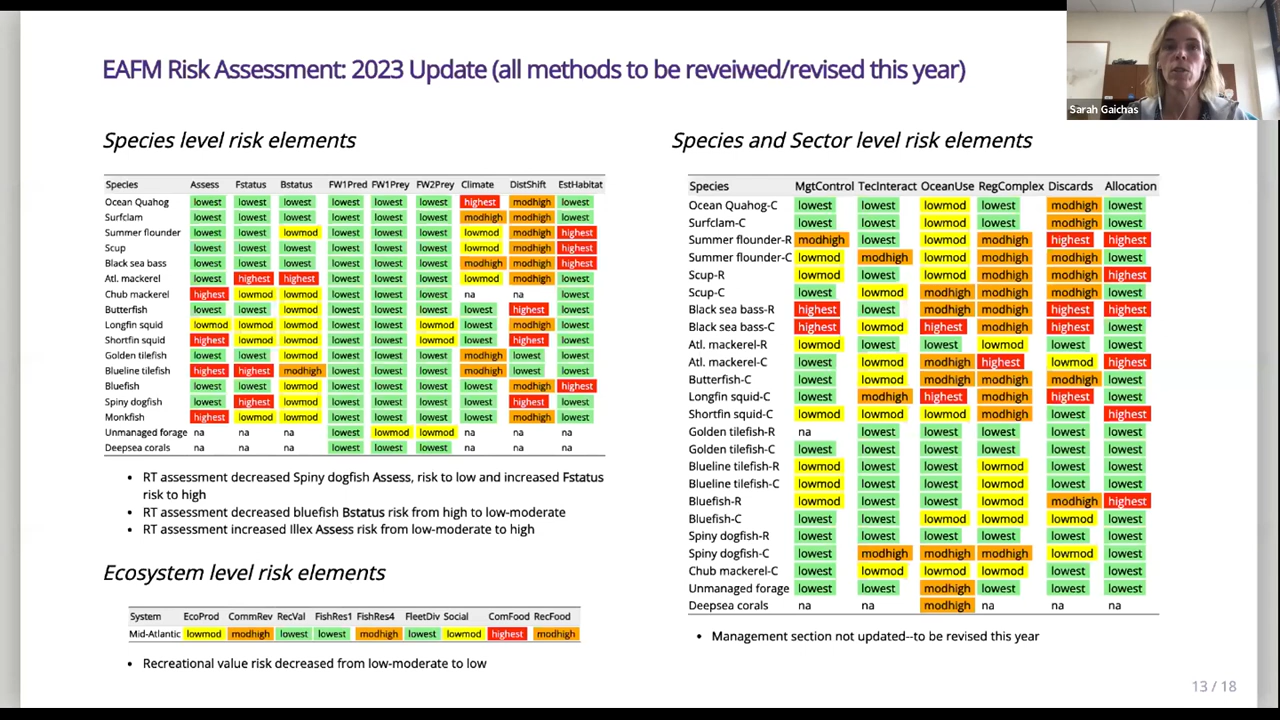 EAFM Risk Assessment: 2023 Update (all methods to be reveiwed/revised this year)
Sarah Gaichas
Species level risk elements
Species Assess Fstatus Bstatus FW1Pred FW1Prey FW2Prey Climate DistShift EstHabitat
Ocean Quahog lowest lowest lowest lowest lowest lowest highest modhigh lowest
Surfclam lowest lowest lowest lowest lowest lowest modhigh modhigh lowest
Summer flounder lowest lowest lowmod lowest lowest lowest lowmod modhigh highest
Scup lowest lowest lowest lowest lowest lowest lowmod modhigh highest
Black sea bass lowest lowest lowest lowest lowest lowest modhigh modhigh highest
Atl. mackerel lowest highest highest lowest lowest lowest lowmod modhigh lowest
Chub mackerel highest lowmod lowmod lowest lowest lowest na na lowest
Butterfish lowest lowest lowmod lowest lowest lowest lowest highest lowest
Longfin squid lowmod lowmod lowmod lowest lowest lowmod lowest modhigh lowest
Shortfin squid highest lowmod lowmod lowest lowest lowmod lowest highest lowest
Golden tilefish lowest lowest lowmod lowest lowest lowest modhigh lowest lowest
Blueline tilefish highest highest modhigh lowest lowest lowest modhigh lowest lowest
Bluefish lowest lowest lowmod lowest lowest lowest lowest modhigh highest
Spiny dogfish lowest highest lowmod lowest lowest lowest lowest highest lowest
Monkfish highest lowmod lowmod lowest lowest lowest lowest modhigh lowest
Unmanaged forage na na na lowest lowmod lowmod na na na
Deepsea corals na na na lowest lowest lowest na na na
• RT assessment decreased Spiny dogfish Assess, risk to low and increased Fstatus
risk to high
• RT assessment decreased bluefish Bstatus risk from high to low-moderate
• RT assessment increased Illex Assess risk from low-moderate to high
Ecosystem level risk elements
System EcoProd CommRev RecVal FishRes1 FishRes4 FleetDiv Social ComFood RecFood
Mid-Atlantic lowmod modhigh lowest lowest modhigh lowest lowmod highest modhigh
• Recreational value risk decreased from low-moderate to low
Species and Sector level risk elements
Species MgtControl TecInteract OceanUse RegComplex Discards Allocation
Ocean Quahog-C lowest lowest lowmod lowest modhigh lowest
Surfclam-C lowest lowest lowmod lowest modhigh lowest
Summer flounder-R modhigh lowest lowmod modhigh highest highest
Summer flounder-C lowmod modhigh lowmod modhigh modhigh lowest
Scup-R lowmod lowest lowmod modhigh modhigh highest
Scup-C lowest lowmod modhigh modhigh modhigh lowest
Black sea bass-R highest lowest modhigh modhigh highest highest
Black sea bass-C highest lowmod highest modhigh highest lowest
Atl. mackerel-R lowmod lowest lowest lowmod lowest lowest
Atl. mackerel-C lowest lowmod modhigh highest lowmod highest
Butterfish-C lowest lowmod modhigh modhigh modhigh lowest
Longfin squid-C lowest modhigh highest modhigh highest lowest
Shortfin squid-C lowmod lowmod lowmod modhigh lowest highest
Golden tilefish-R na lowest lowest lowest lowest lowest
Golden tilefish-C lowest lowest lowest lowest lowest lowest
Blueline tilefish-R lowmod lowest lowest lowmod lowest lowest
Blueline tilefish-C lowmod lowest lowest lowmod lowest lowest
Bluefish-R lowmod lowest lowest lowmod modhigh highest
Bluefish-C lowest lowest lowmod lowmod lowmod lowest
Spiny dogfish-R lowest lowest lowest lowest lowest lowest
Spiny dogfish-C lowest modhigh modhigh modhigh lowmod lowest
Chub mackerel-C lowest lowmod lowmod lowmod lowest lowest
Unmanaged forage lowest lowest modhigh lowest lowest lowest
Deepsea corals na na modhigh na na na
• Management section not updated--to be revised this year
13 / 18